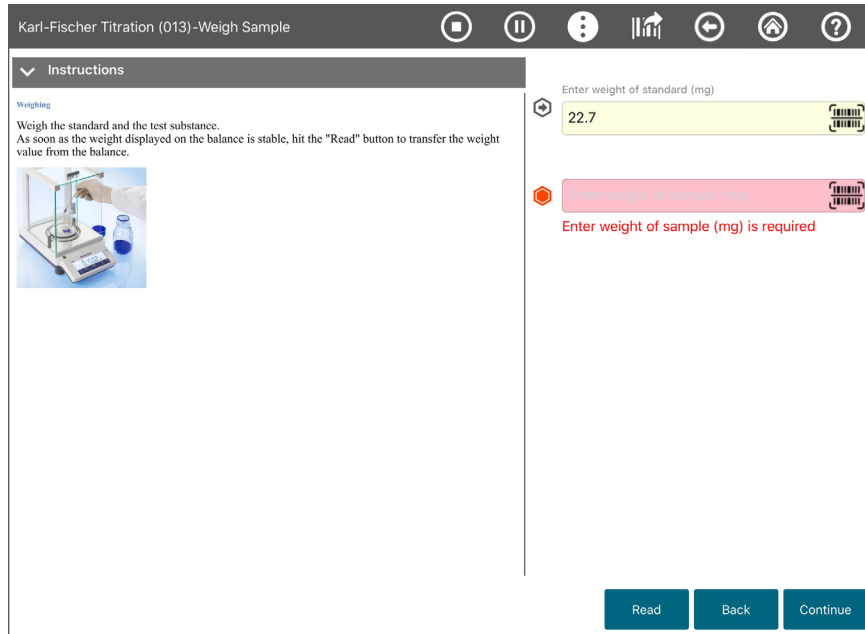 Karl-Fischer Titration (013)-Weigh Sample
Instructions
Weighing
Weigh the standard and the test substance.
As soon as the weight displayed on the balance is stable, hit the "Read" button to transfer the weight
value from the balance.
Enter weight of standard (mg)
22.7
Enter weight of sample (mg)
Enter weight of sample (mg) is required
Read
Back
Continue